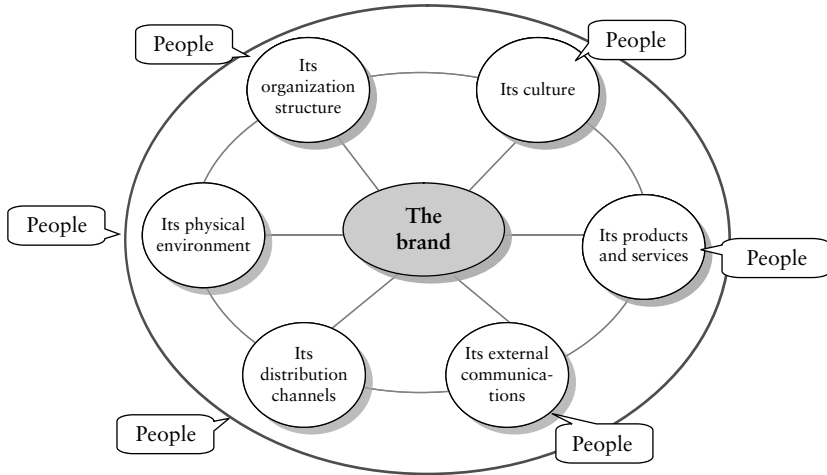 People
People
Its
organization
structure
Its culture
People
Its physical
environment
The
brand
Its products
and services
People
Its
distribution
channels
Its external
communica-
tions
People
People